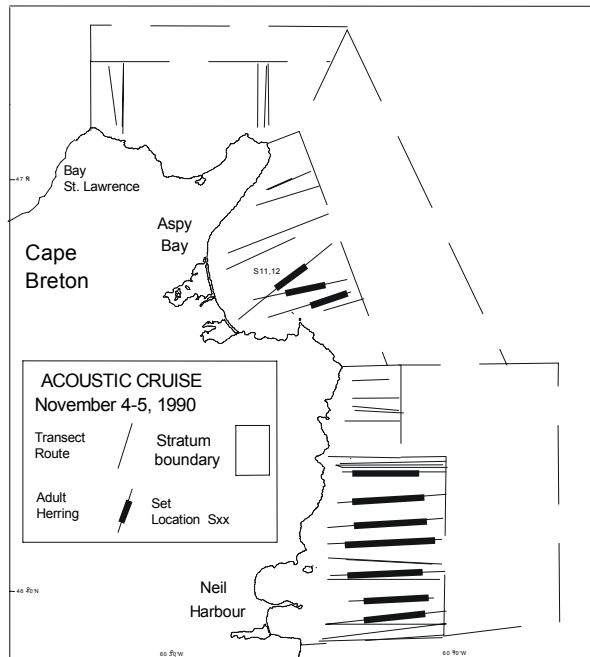 47 N
Bay
St. Lawrence
Aspy
Bay
Cape
Breton
S11,12
ACOUSTIC CRUISE
November 4-5, 1990
Transect
Route
Stratum
boundary
Adult
Herring
Set
Location Sxx
Neil
Harbour